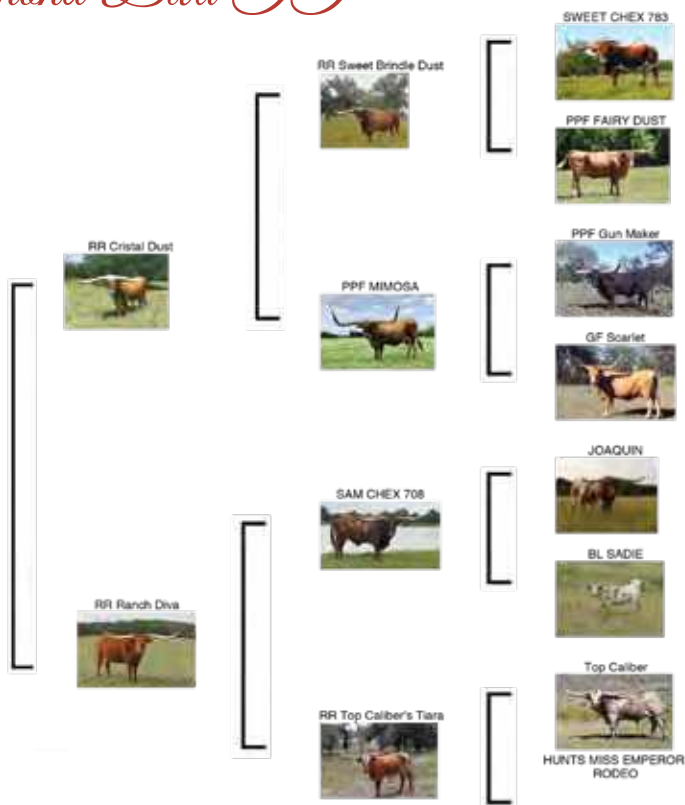 SWEET CHEX 783
RR Sweet Brindle Dust
PPF FAIRY DUST
RR Cristal Dust
PPF Gun Maker
PPF MIMOSA
GF Scarlet
JOAQUIN
SAM CHEX 708
BL SADIE
RR Ranch Diva
Top Caliber
RR Top Caliber's Tiara
HUNTS MISS EMPEROR
RODEO